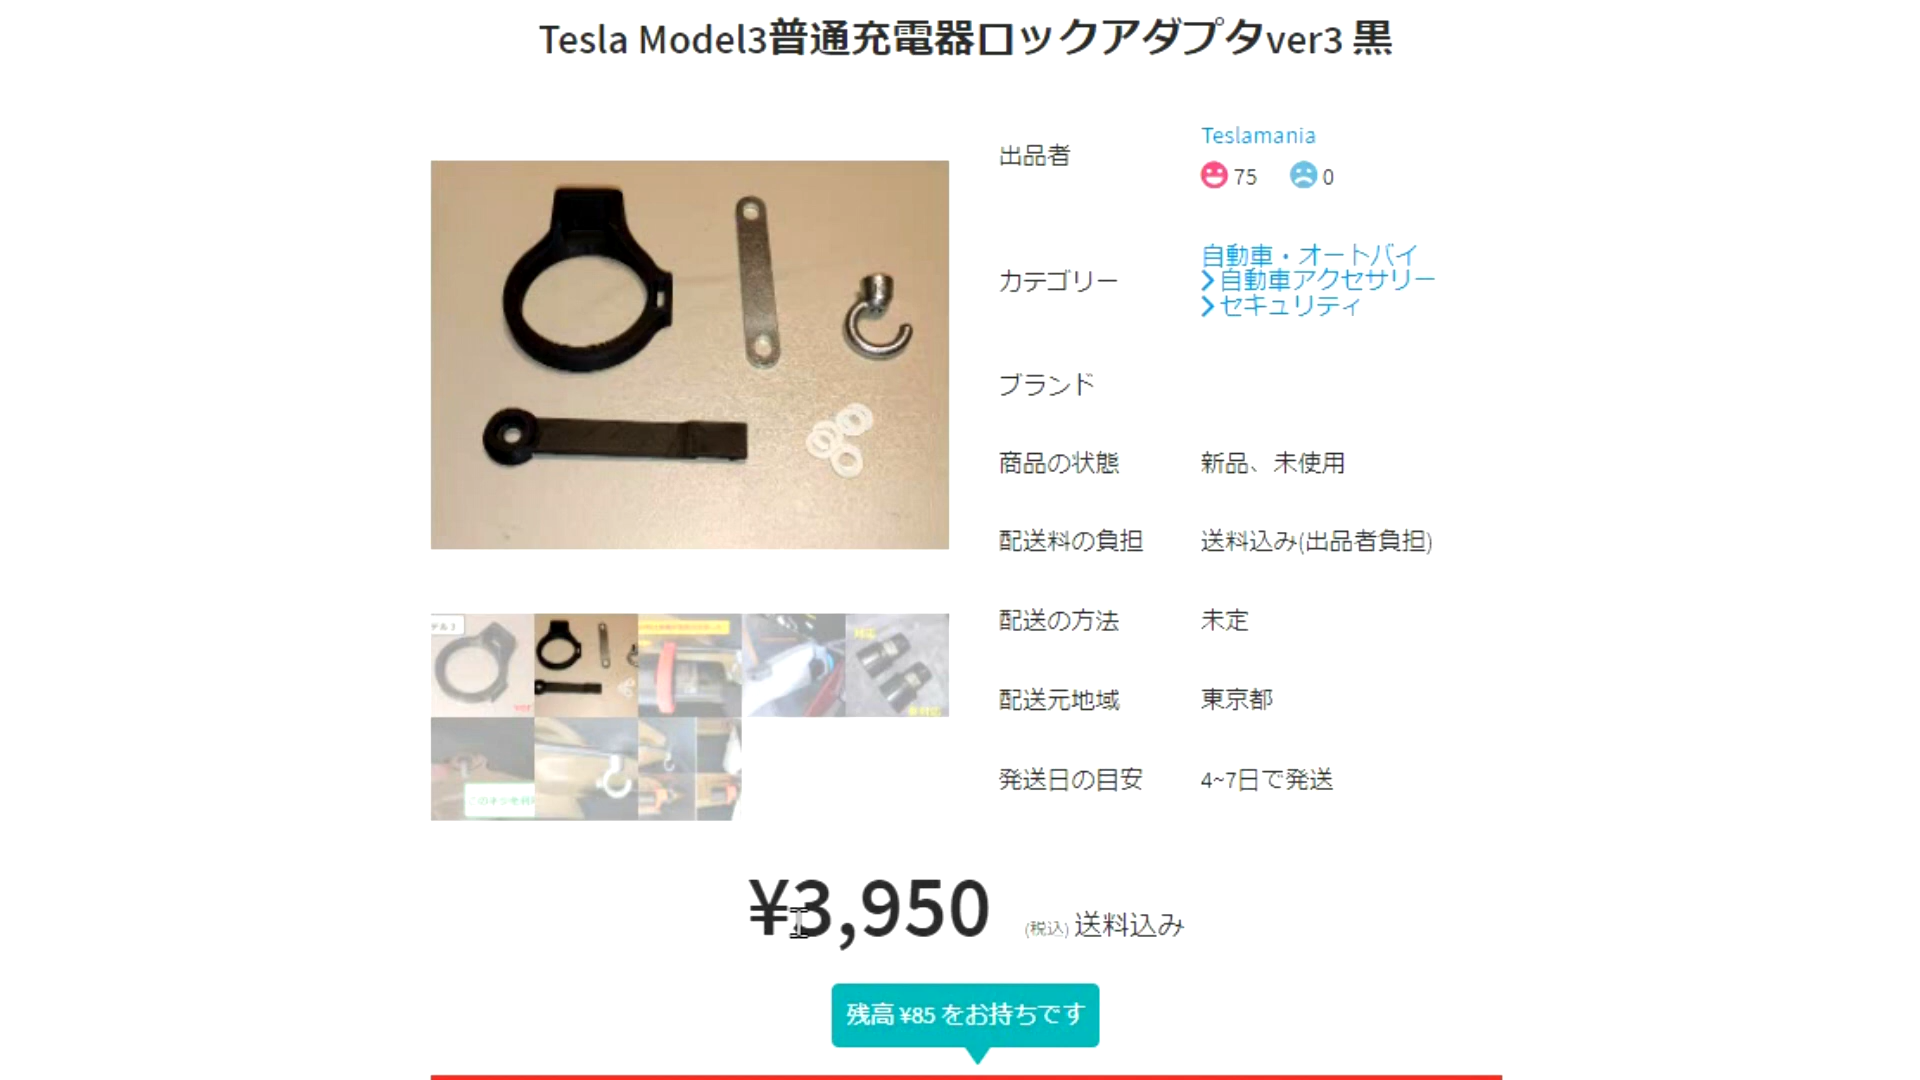 Tesla Model3普通充電器ロックアダプタver3 黒
出品者
Teslamania
75
0
カテゴリー
自動車・オートバイ
自動車アクセサリー
セキュリティ
ブランド
商品の状態
新品、未使用
配送料の負担
送料込み(出品者負担)
配送の方法
未定
配送元地域
東京都
発送日の目安
4~7日で発送
デル3
対応
¥3,950
(税込) 送料込み
残高 ¥85 をお持ちです